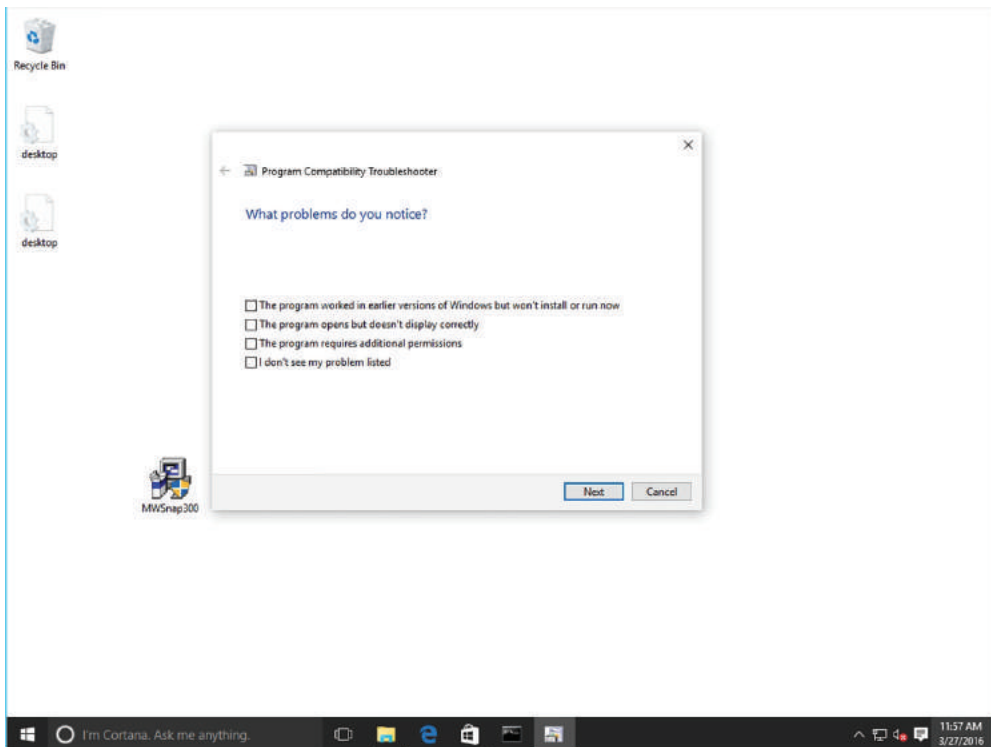 Recycle Bin
desktop
desktop
Program Compatibility Troubleshooter
What problems do you notice?
The program worked in earlier versions of Windows but won't install or run now
The program opens but doesn't display correctly
The program requires additional permissions
I don't see my problem listed
Next
Cancel
MWSnap300
I'm Cortana. Ask me anything.
11:57 AM
3/27/2016